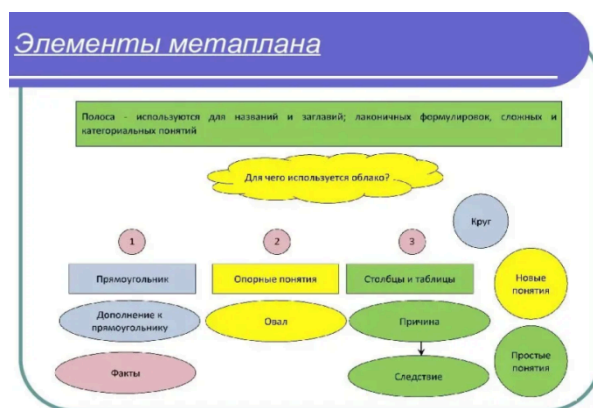 Элементы метаплана
Полоса - используются для названий и заглавий; лаконичных формулировок, сложных и
категориальных понятий
Для чего используется облако?
Круг
1
2
3
Прямоугольник
Опорные понятия
Столбцы и таблицы
Новые
понятия
Дополнение к
прямоугольнику
Овал
Причина
Факты
Следствие
Простые
понятия